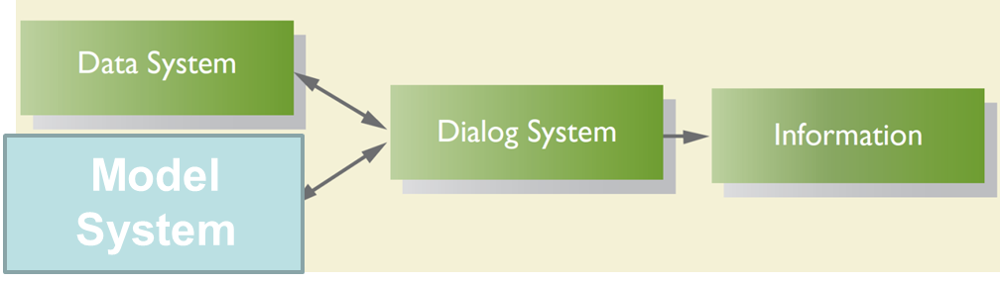 Data System
Model
System
Dialog System
Information